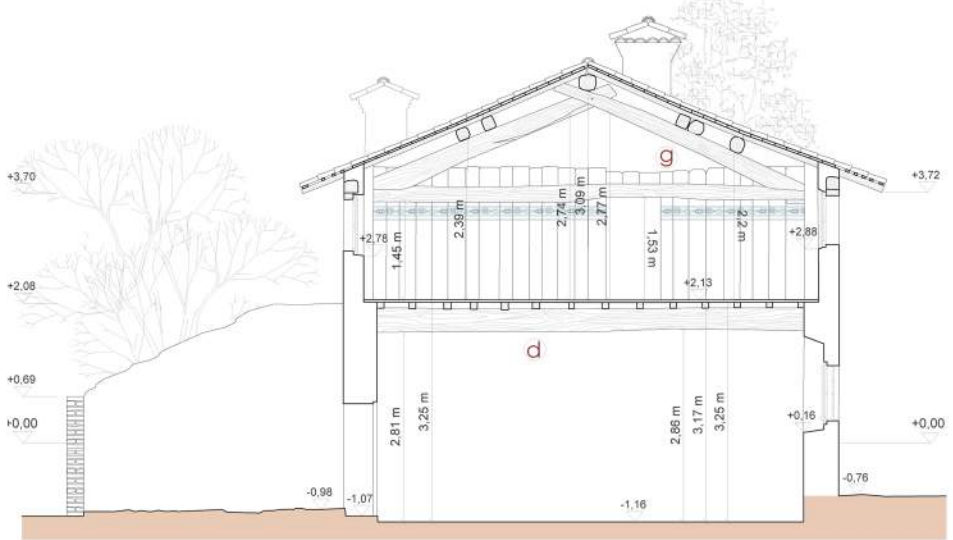 g
+3,70
+3,72
2,39 m
2,74 m
3,09 m
2,77 m
2,2 m
+2,78
1,45 m
1,53 m
+2,88
+2,08
+2,13
d
+0,69
2,81 m
3,25 m
2,86 m
3,17 m
3,25 m
+0,16
+0,00
+0,00
-0,98
-1,07
-1,16
-0,76